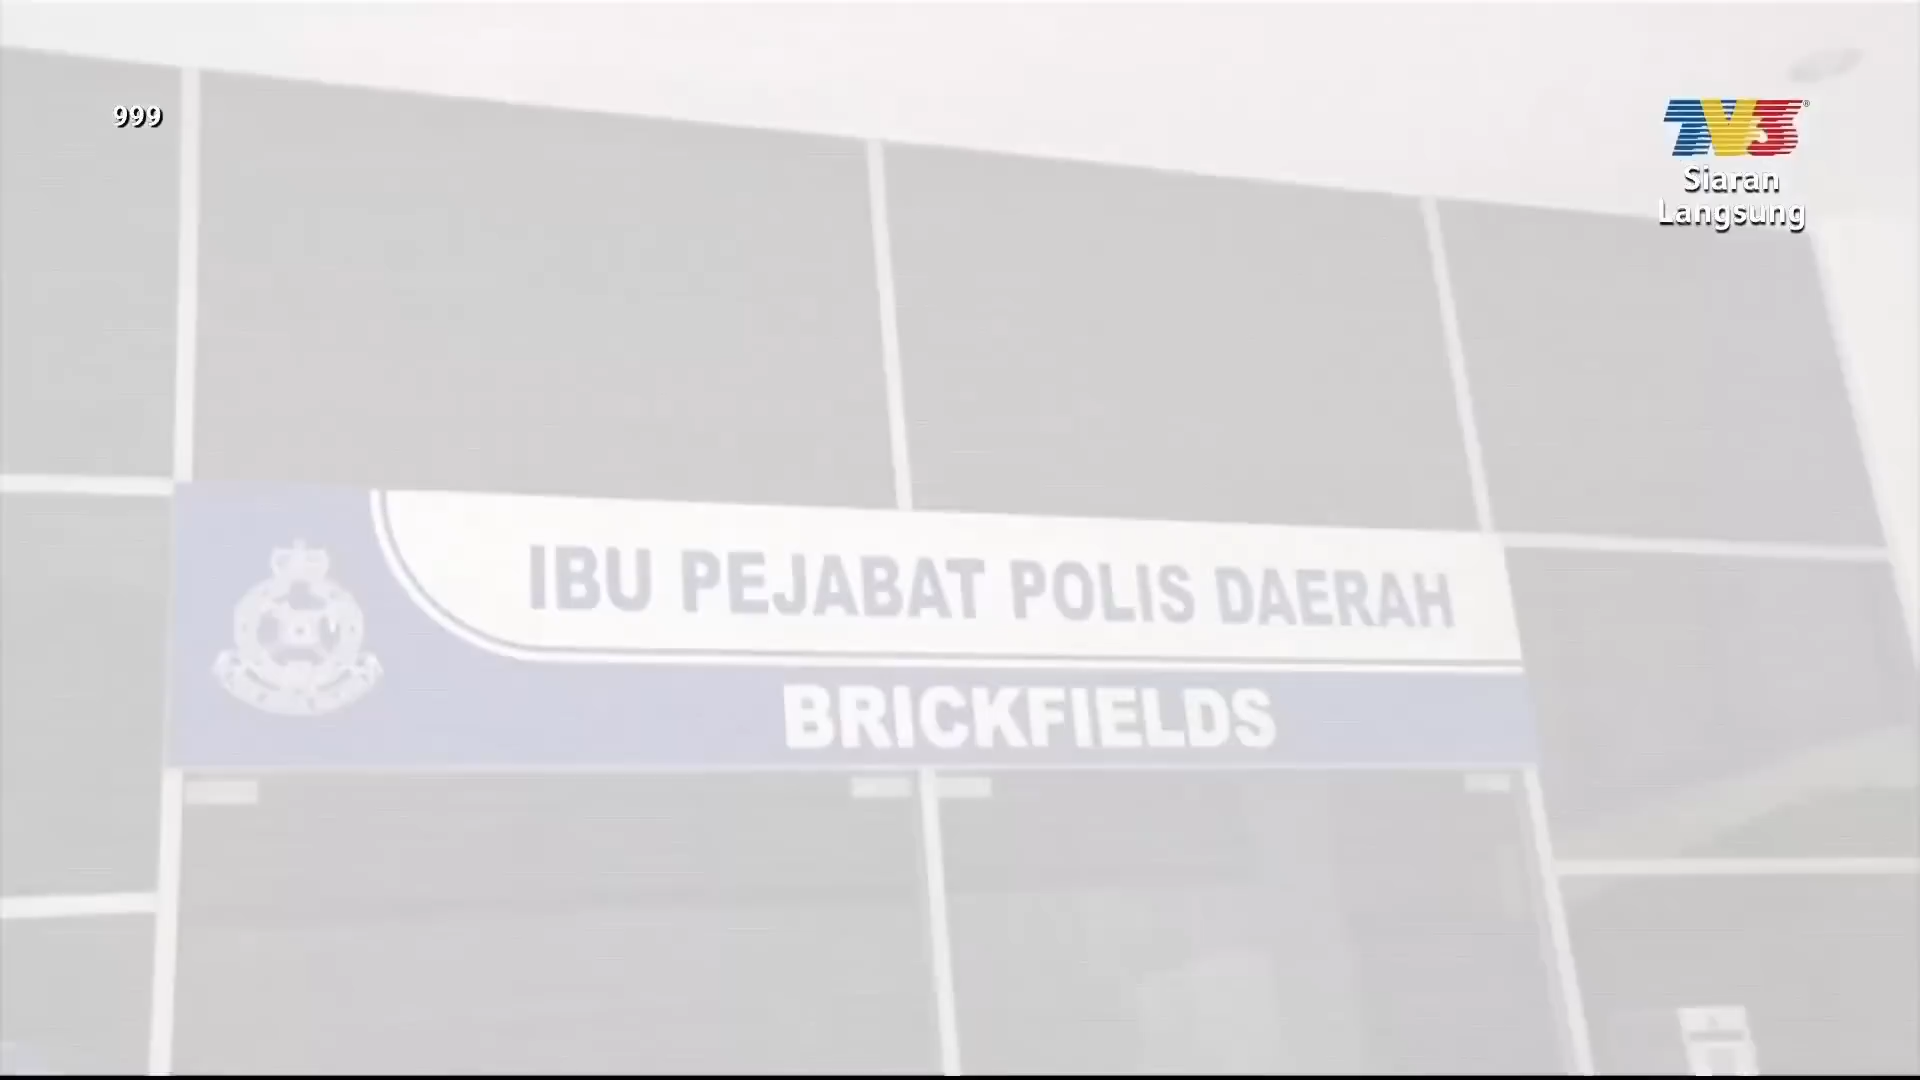 999
TV3
Siaran
Langsung
IBU PEJABAT POLIS DAERAH
BRICKFIELDS